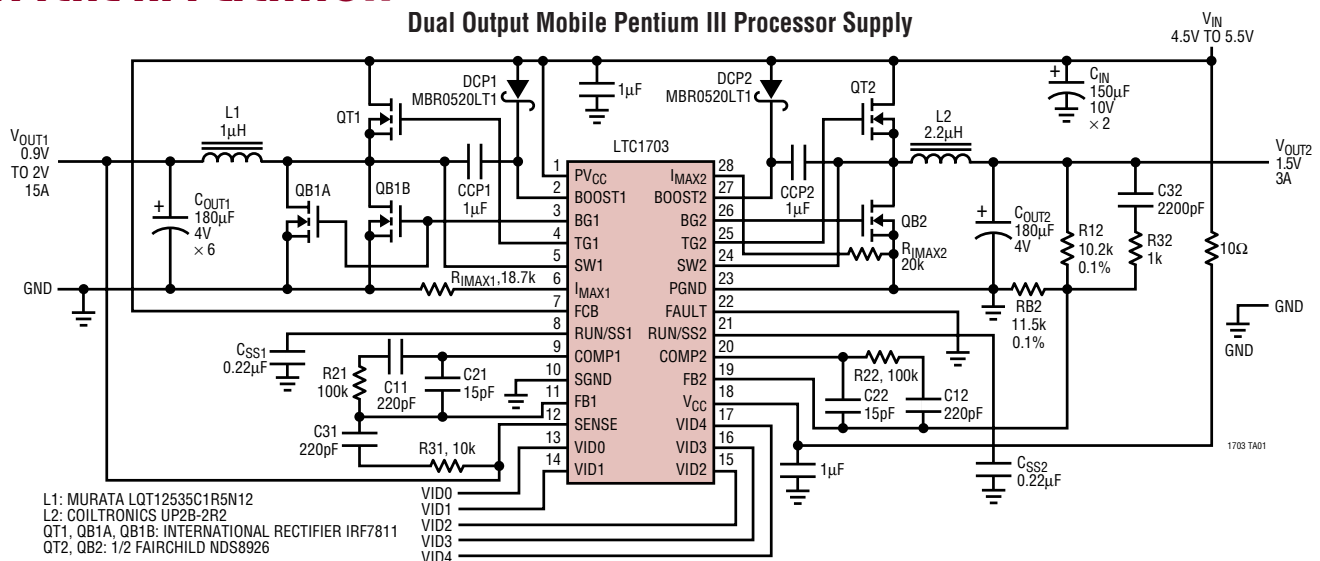 Dual Output Mobile Pentium III Processor Supply
VIN
4.5V TO 5.5V
DCP1
MBR0520LT1
1µF
DCP2
MBR0520LT1
QT2
+
CIN
150µF
10V
× 2
L1
1µH
QT1
L2
2.2µH
VOUT1
0.9V
TO 2V
15A
LTC1703
VOUT2
1.5V
3A
+
COUT1
180µF
4V
× 6
QB1A
QB1B
CCP1
1µF
CCP2
1µF
QB2
RIMAX2
20k
+
COUT2
180µF
4V
R12
10.2k
0.1%
C32
2200pF
R32
1k
10Ω
1
PVCC
2
BOOST1
3
BG1
4
TG1
5
SW1
6
IMAX1
7
FCB
8
RUN/SS1
9
COMP1
10
SGND
11
FB1
12
SENSE
13
VID0
14
VID1
28
IMAX2
27
BOOST2
26
BG2
25
TG2
24
SW2
23
PGND
22
FAULT
21
RUN/SS2
20
COMP2
19
FB2
18
VCC
17
VID4
16
VID3
15
VID2
GND
RIMAX1, 18.7k
RB2
11.5k
0.1%
GND
GND
CSS1
0.22µF
R21
100k
C11
220pF
C21
15pF
R22, 100k
C22
15pF
C12
220pF
C31
220pF
R31, 10k
1µF
CSS2
0.22µF
1703 TA01
VID0
VID1
VID2
VID3
VID4
L1: MURATA LQT12535C1R5N12
L2: COILTRONICS UP2B-2R2
QT1, QB1A, QB1B: INTERNATIONAL RECTIFIER IRF7811
QT2, QB2: 1/2 FAIRCHILD NDS8926